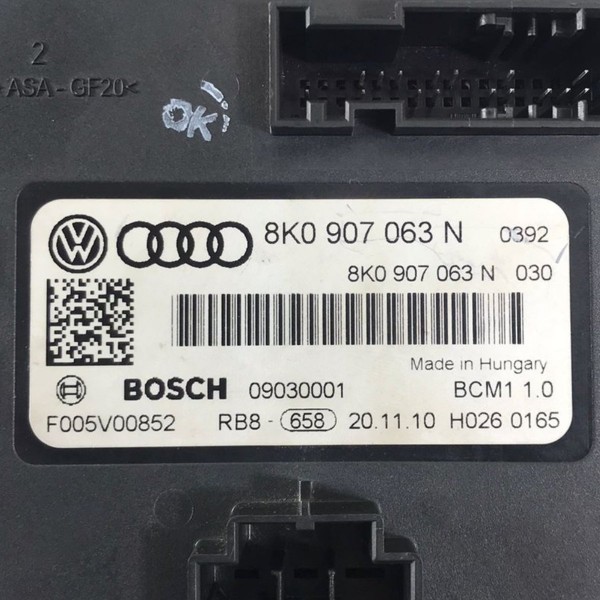 2
>ASA-GF20<
OK!
8K0 907 063 N 0392
8K0 907 063 N 030
Made in Hungary
BOSCH 09030001 BCM1 1.0
F005V00852 RB8 - 658 20.11.10 H026 0165